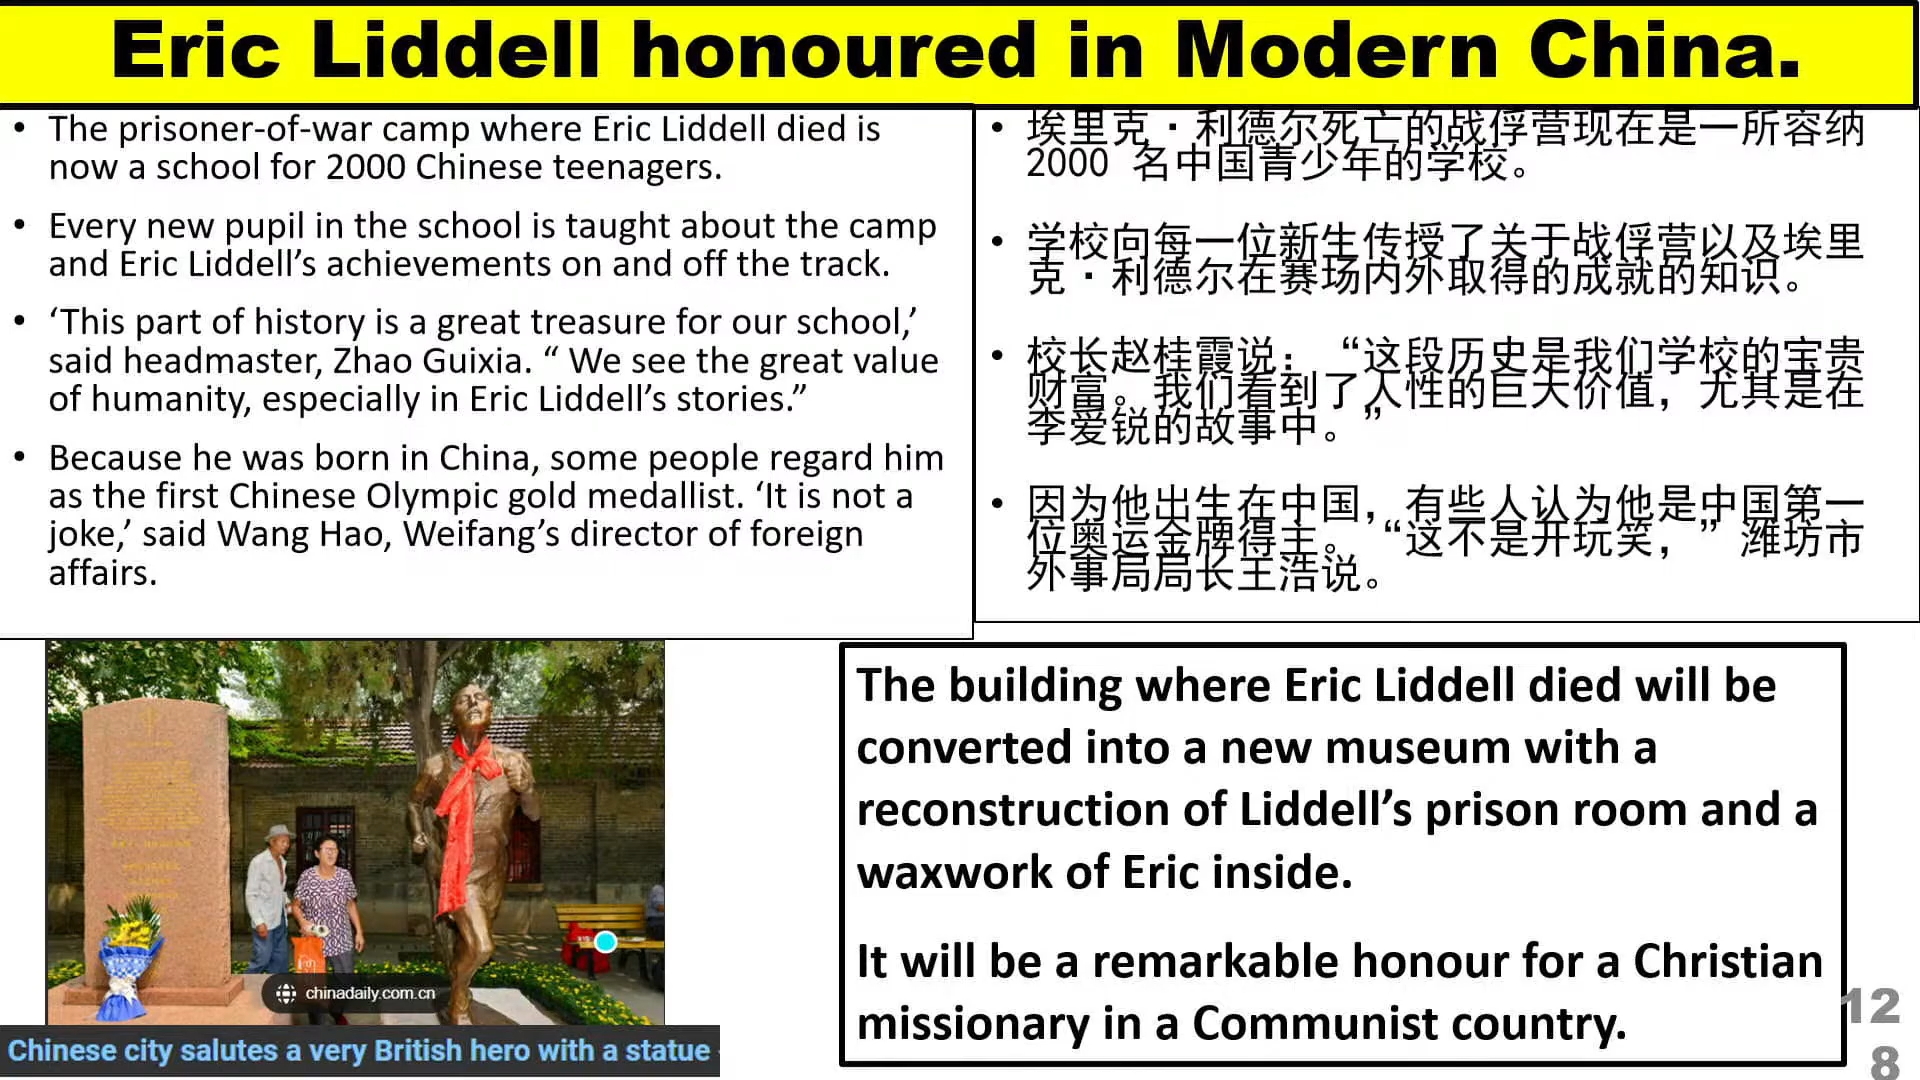 Eric Liddell honoured in Modern China.
• The prisoner-of-war camp where Eric Liddell died is
now a school for 2000 Chinese teenagers.
• Every new pupil in the school is taught about the camp
and Eric Liddell’s achievements on and off the track.
• ‘This part of history is a great treasure for our school,’
said headmaster, Zhao Guixia. “ We see the great value
of humanity, especially in Eric Liddell’s stories.”
• Because he was born in China, some people regard him
as the first Chinese Olympic gold medallist. ‘It is not a
joke,’ said Wang Hao, Weifang’s director of foreign
affairs.
• 埃里克·利德尔死亡的战俘营现在是一所容纳
2000 名中国青少年的学校。
• 学校向每一位新生传授了关于战俘营以及埃里
克·利德尔在赛场内外取得的成就的知识。
• 校长赵桂霞说：“这段历史是我们学校的宝贵
财富。我们看到了人性的巨大价值，尤其是在
李爱锐的故事中。”
• 因为他出生在中国，有些人认为他是中国第一
位奥运金牌得主。“这不是开玩笑，”潍坊市
外事局局长王浩说。
chinadaily.com.cn
Chinese city salutes a very British hero with a statue
The building where Eric Liddell died will be
converted into a new museum with a
reconstruction of Liddell’s prison room and a
waxwork of Eric inside.
It will be a remarkable honour for a Christian
missionary in a Communist country.
12
8